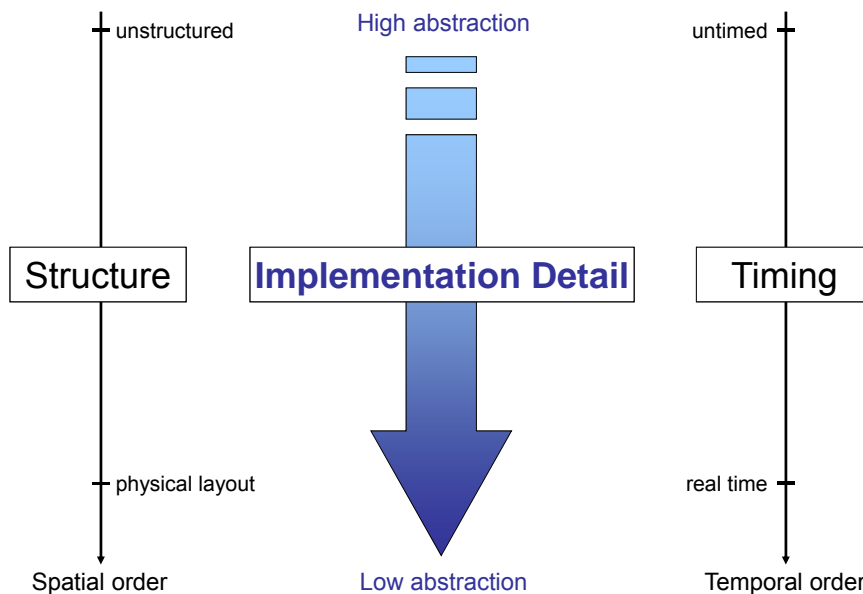 High abstraction
unstructured
untimed
Structure
Implementation Detail
Timing
physical layout
real time
Spatial order
Low abstraction
Temporal order